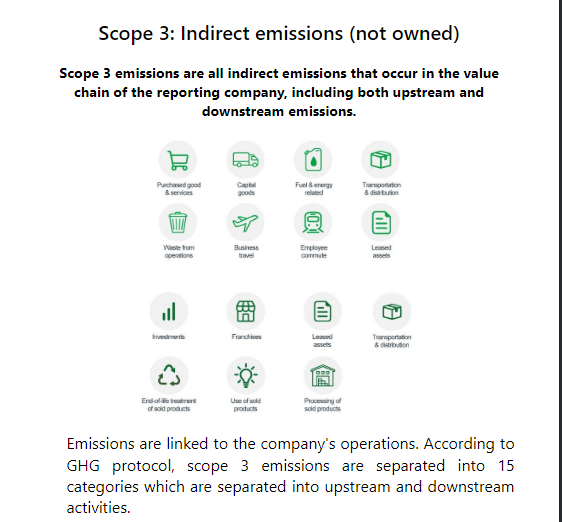 Scope 3: Indirect emissions (not owned)
Scope 3 emissions are all indirect emissions that occur in the value
chain of the reporting company, including both upstream and
downstream emissions.
Purchased good
& services
Capital
goods
Fuel & energy
related
Transportation
& distribution
Waste from
operations
Business
travel
Employee
commute
Leased
assets
Investments
Franchises
Leased
assets
Transportation
& distribution
End-of-life treatment
of sold products
Use of sold
products
Processing of
sold products
Emissions are linked to the company's operations. According to
GHG protocol, scope 3 emissions are separated into 15
categories which are separated into upstream and downstream
activities.